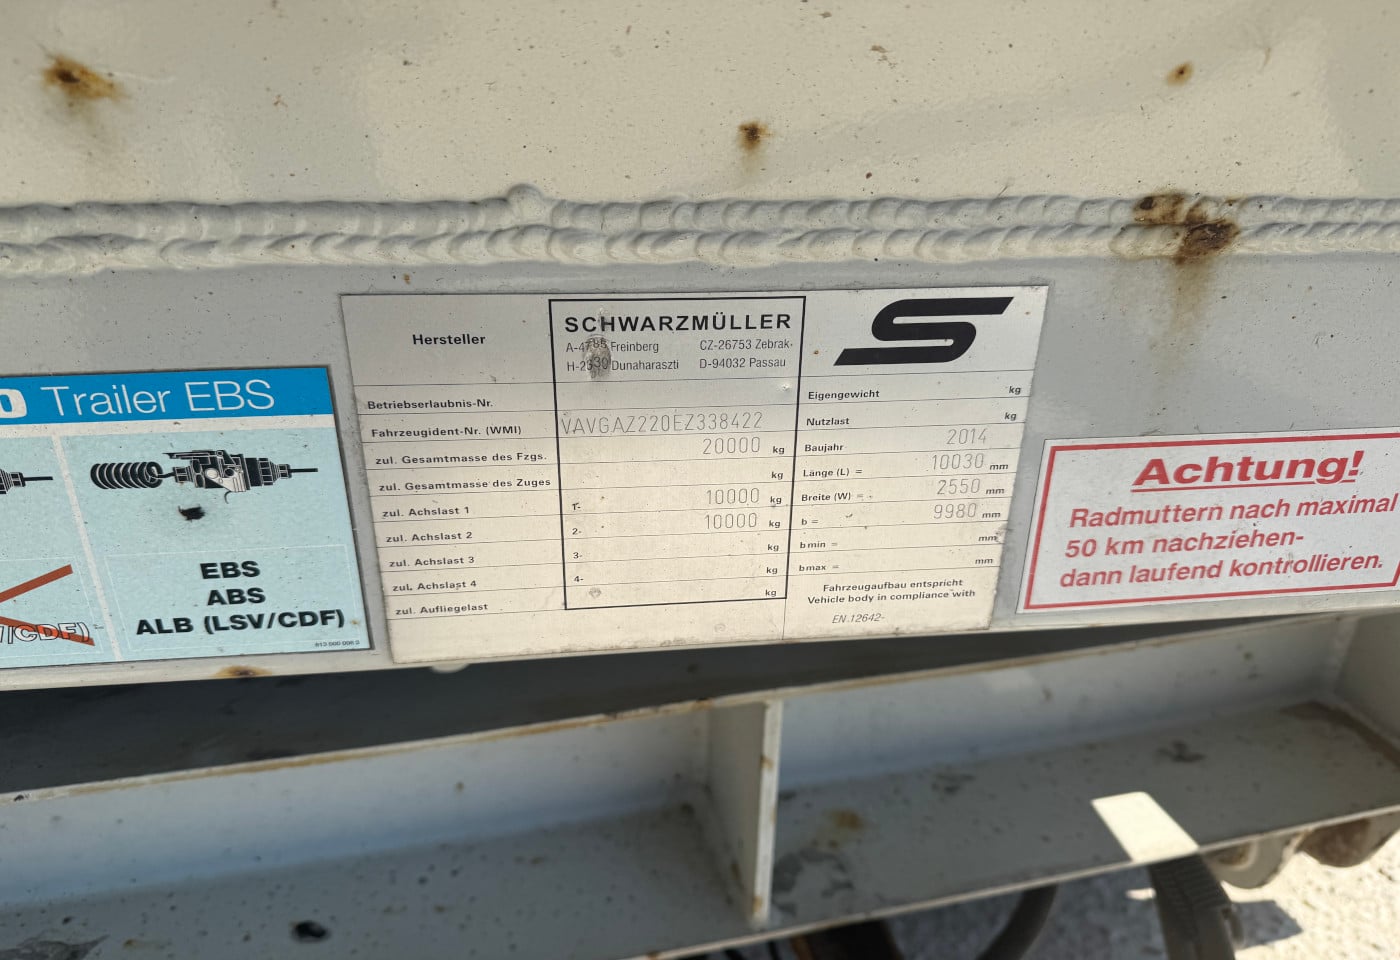 Trailer EBS
EBS
ABS
ALB (LSV/CDF)
/CDF)
Hersteller
SCHWARZMÜLLER
A-4785 Freinberg CZ-26753 Zebrak
H-2330 Dunaharaszti D-94032 Passau
Betriebserlaubnis-Nr.
Fahrzeugident-Nr. (WMI) VAVGAZ220EZ338422
zul. Gesamtmasse des Fzgs. 20000 kg
zul. Gesamtmasse des Zuges kg
zul. Achslast 1 1- 10000 kg
zul. Achslast 2 2- 10000 kg
zul. Achslast 3 3- kg
zul. Achslast 4 4- kg
zul. Aufliegelast kg
S
Eigengewicht kg
Nutzlast kg
Baujahr 2014
Länge (L) = 10030 mm
Breite (W) = 2550 mm
b = 9980 mm
b min = mm
b max = mm
Fahrzeugaufbau entspricht
Vehicle body in compliance with
EN.12642-
Achtung!
Radmuttern nach maximal
50 km nachziehen-
dann laufend kontrollieren.